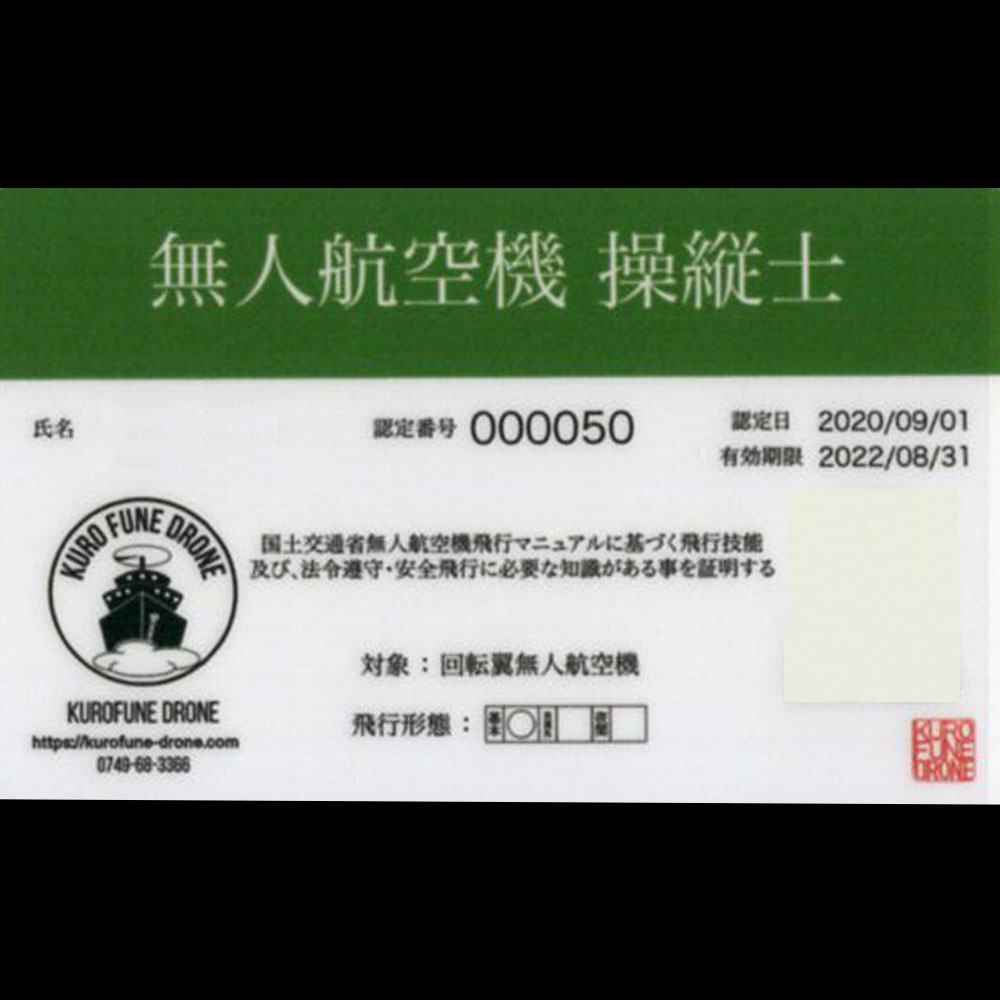 無人航空機 操縦士
氏名
認定番号 000050
認定日 2020/09/01
有効期限 2022/08/31
KURO FUNE DRONE
国土交通省無人航空機飛行マニュアルに基づく飛行技能
及び、法令遵守・安全飛行に必要な知識がある事を証明する
対象：回転翼無人航空機
飛行形態：基本 ○ 夜間
KUROFUNE DRONE
https://kurofune-drone.com
0749-68-3366
KURO
FUNE
DRONE